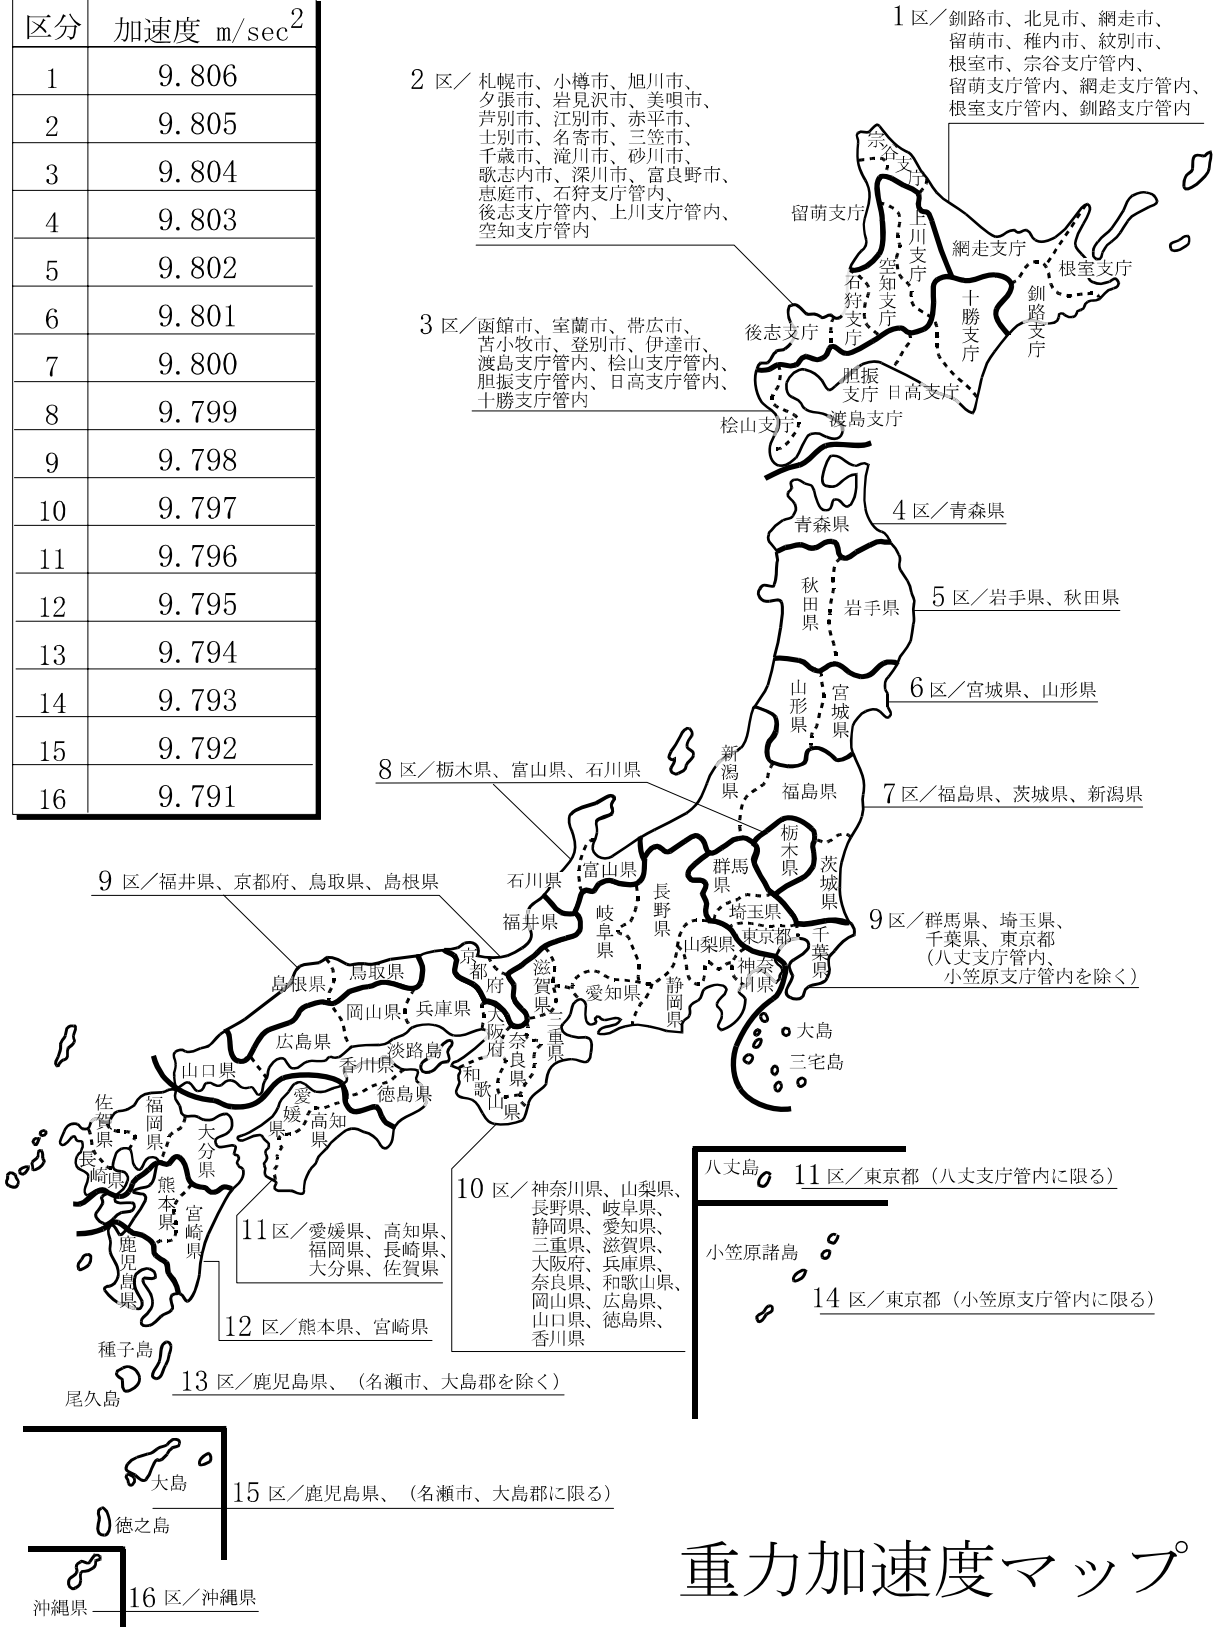 区分 加速度 m/sec2
1 9.806
2 9.805
3 9.804
4 9.803
5 9.802
6 9.801
7 9.800
8 9.799
9 9.798
10 9.797
11 9.796
12 9.795
13 9.794
14 9.793
15 9.792
16 9.791
1 区／釧路市、北見市、網走市、
留萌市、稚内市、紋別市、
根室市、宗谷支庁管内、
留萌支庁管内、網走支庁管内、
根室支庁管内、釧路支庁管内
2 区／ 札幌市、小樽市、旭川市、
夕張市、岩見沢市、美唄市、
芦別市、江別市、赤平市、
士別市、名寄市、三笠市、
千歳市、滝川市、砂川市、
歌志内市、深川市、富良野市、
恵庭市、石狩支庁管内、
後志支庁管内、上川支庁管内、
空知支庁管内
3 区／函館市、室蘭市、帯広市、
苫小牧市、登別市、伊達市、
渡島支庁管内、桧山支庁管内、
胆振支庁管内、日高支庁管内、
十勝支庁管内
宗谷支庁
留萌支庁
上川支庁
網走支庁
根室支庁
空知支庁
石狩支庁
十勝支庁
釧路支庁
後志支庁
胆振
支庁
日高支庁
渡島支庁
桧山支庁
4 区／青森県
青森県
秋田県
岩手県
5 区／岩手県、秋田県
山形県
宮城県
6 区／宮城県、山形県
新潟県
福島県
7 区／福島県、茨城県、新潟県
8 区／栃木県、富山県、石川県
栃木県
茨城県
群馬
県
富山県
石川県
長野県
9 区／福井県、京都府、鳥取県、島根県
福井県
岐阜県
埼玉県
東京都
千葉県
山梨県
神奈
川県
9 区／群馬県、埼玉県、
千葉県、東京都
（八丈支庁管内、
小笠原支庁管内を除く）
京都府
滋賀県
愛知県
静岡県
鳥取県
島根県
岡山県
兵庫県
大阪府
奈良県
三重県
広島県
山口県
香川県
淡路島
徳島県
和歌山県
愛媛県
高知
県
大島
三宅島
佐賀県
福岡県
大分県
長崎県
熊本県
宮崎県
鹿児島県
八丈島
11 区／東京都（八丈支庁管内に限る）
小笠原諸島
14 区／東京都（小笠原支庁管内に限る）
10 区／神奈川県、山梨県、
長野県、岐阜県、
静岡県、愛知県、
三重県、滋賀県、
大阪府、兵庫県、
奈良県、和歌山県、
岡山県、広島県、
山口県、徳島県、
香川県
11 区／愛媛県、高知県、
福岡県、長崎県、
大分県、佐賀県
12 区／熊本県、宮崎県
種子島
尾久島
13 区／鹿児島県、（名瀬市、大島郡を除く）
大島
15 区／鹿児島県、（名瀬市、大島郡に限る）
徳之島
沖縄県
16 区／沖縄県
重力加速度マップ